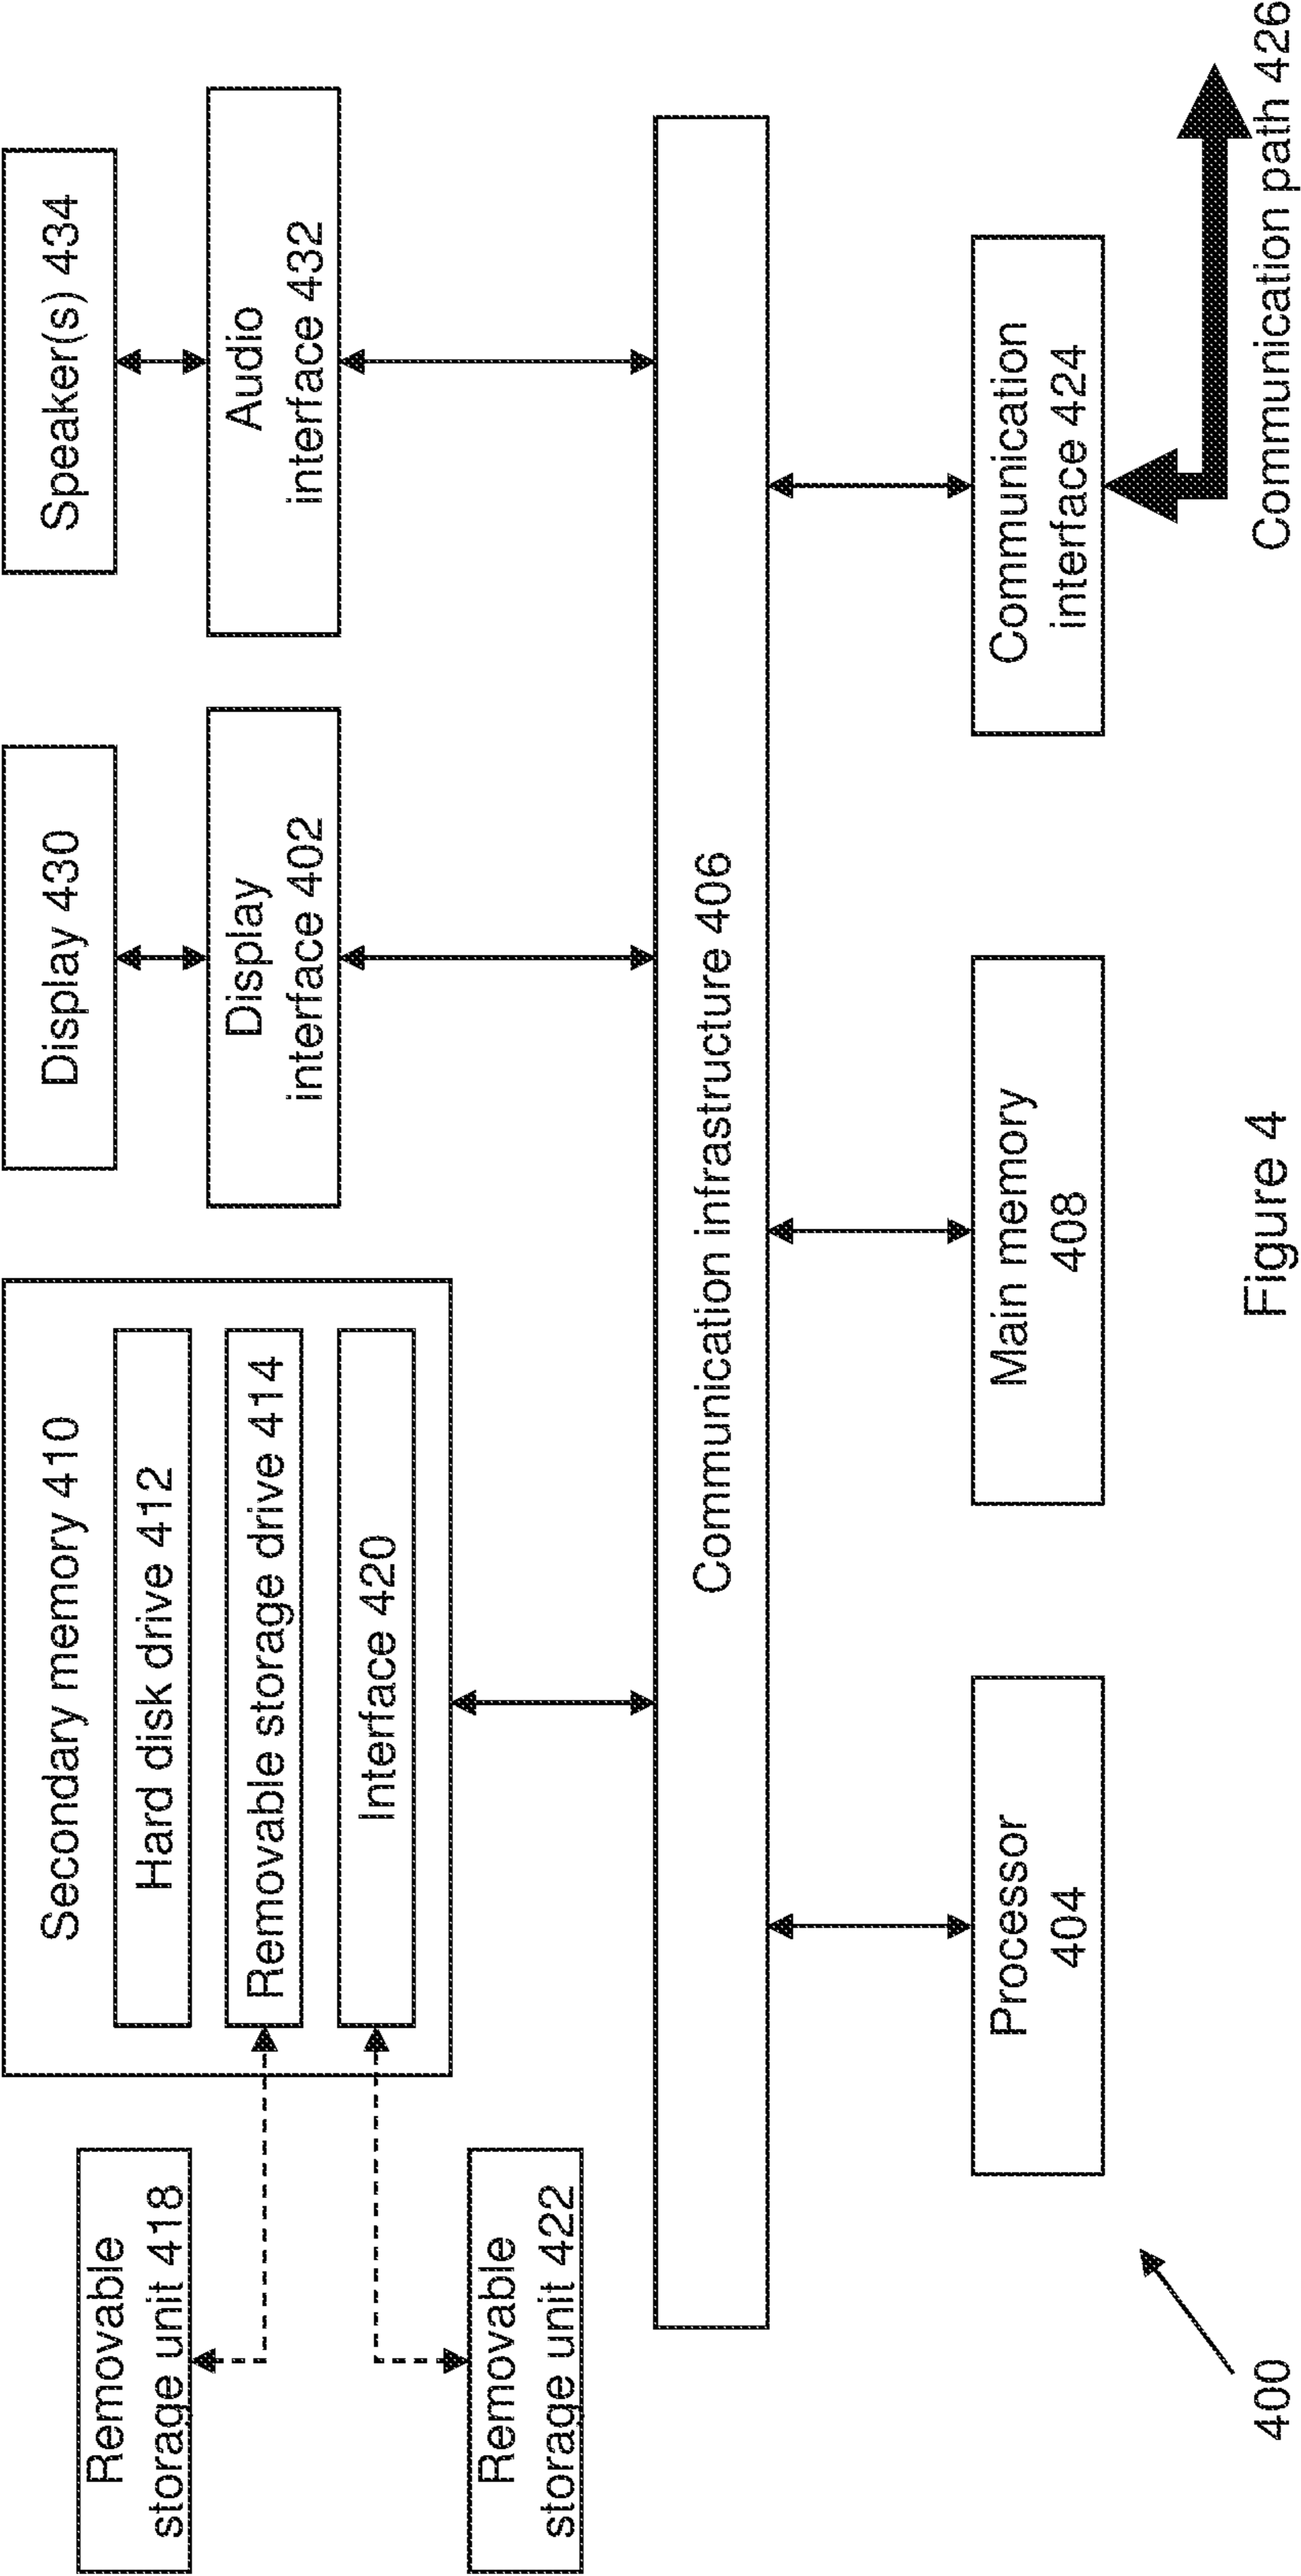 Secondary memory 410
Hard disk drive 412
Removable storage drive 414
Interface 420
Removable
storage unit 418
Removable
storage unit 422
Display 430
Display
interface 402
Speaker(s) 434
Audio
interface 432
Communication infrastructure 406
Processor
404
Main memory
408
Communication
interface 424
Communication path 426
400
Figure 4